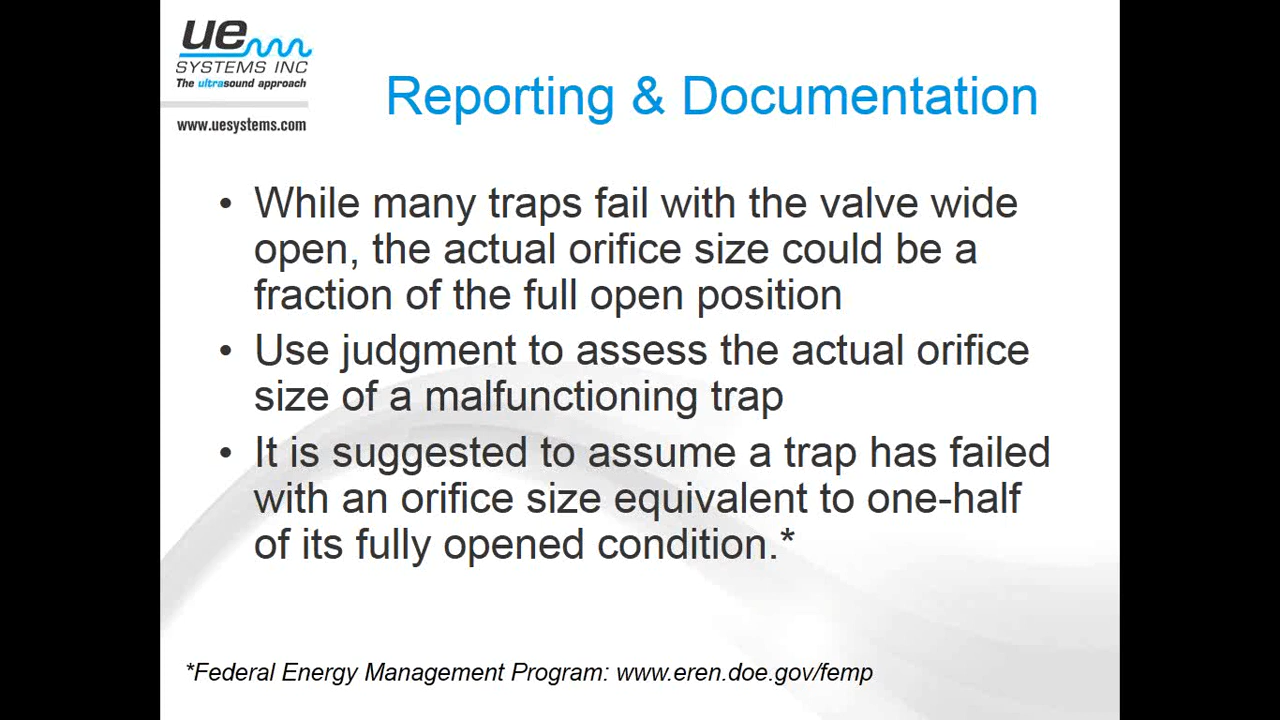 ue
SYSTEMS INC
The ultrasound approach
www.uesystems.com
Reporting & Documentation
• While many traps fail with the valve wide
open, the actual orifice size could be a
fraction of the full open position
• Use judgment to assess the actual orifice
size of a malfunctioning trap
• It is suggested to assume a trap has failed
with an orifice size equivalent to one-half
of its fully opened condition.*
*Federal Energy Management Program: www.eren.doe.gov/femp